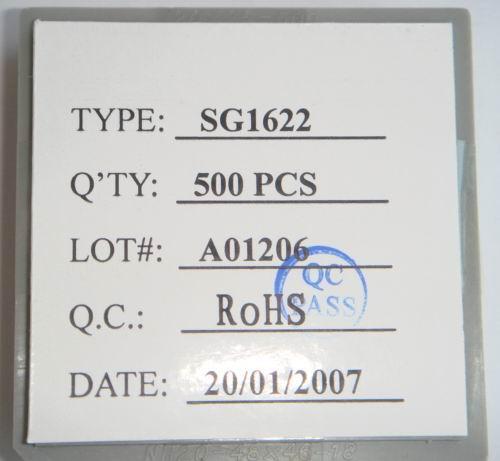 TYPE: SG1622
Q'TY: 500 PCS
LOT#: A01206
QC
Q.C.: RoHS
PASS
DATE: 20/01/2007